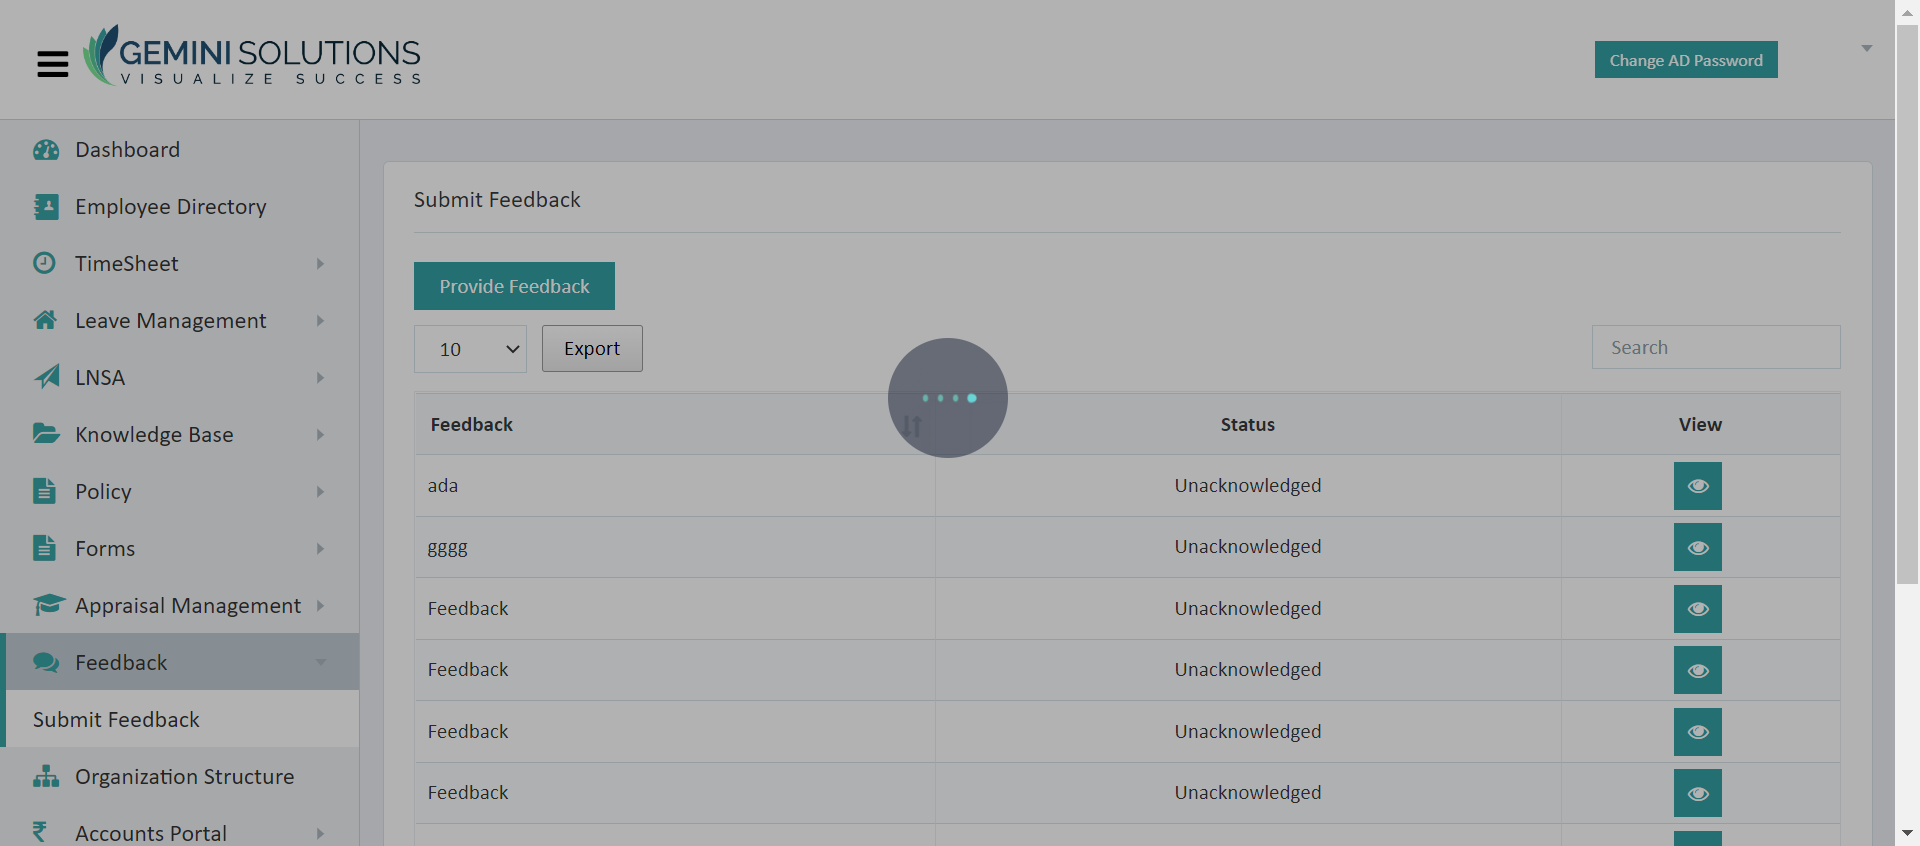 GEMINI SOLUTIONS
VISUALIZE SUCCESS
Change AD Password
Dashboard
Employee Directory
TimeSheet
Leave Management
LNSA
Knowledge Base
Policy
Forms
Appraisal Management
Feedback
Submit Feedback
Organization Structure
Accounts Portal
Submit Feedback
Provide Feedback
10
Export
Search
Feedback Status View
ada Unacknowledged
gggg Unacknowledged
Feedback Unacknowledged
Feedback Unacknowledged
Feedback Unacknowledged
Feedback Unacknowledged